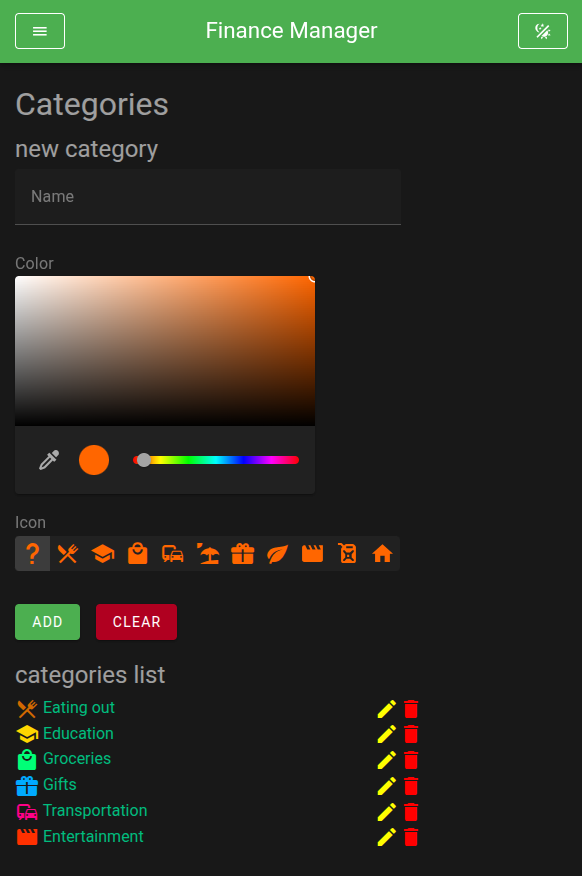 Finance Manager
Categories
new category
Name
Color
Icon
?
ADD CLEAR
categories list
Eating out
Education
Groceries
Gifts
Transportation
Entertainment